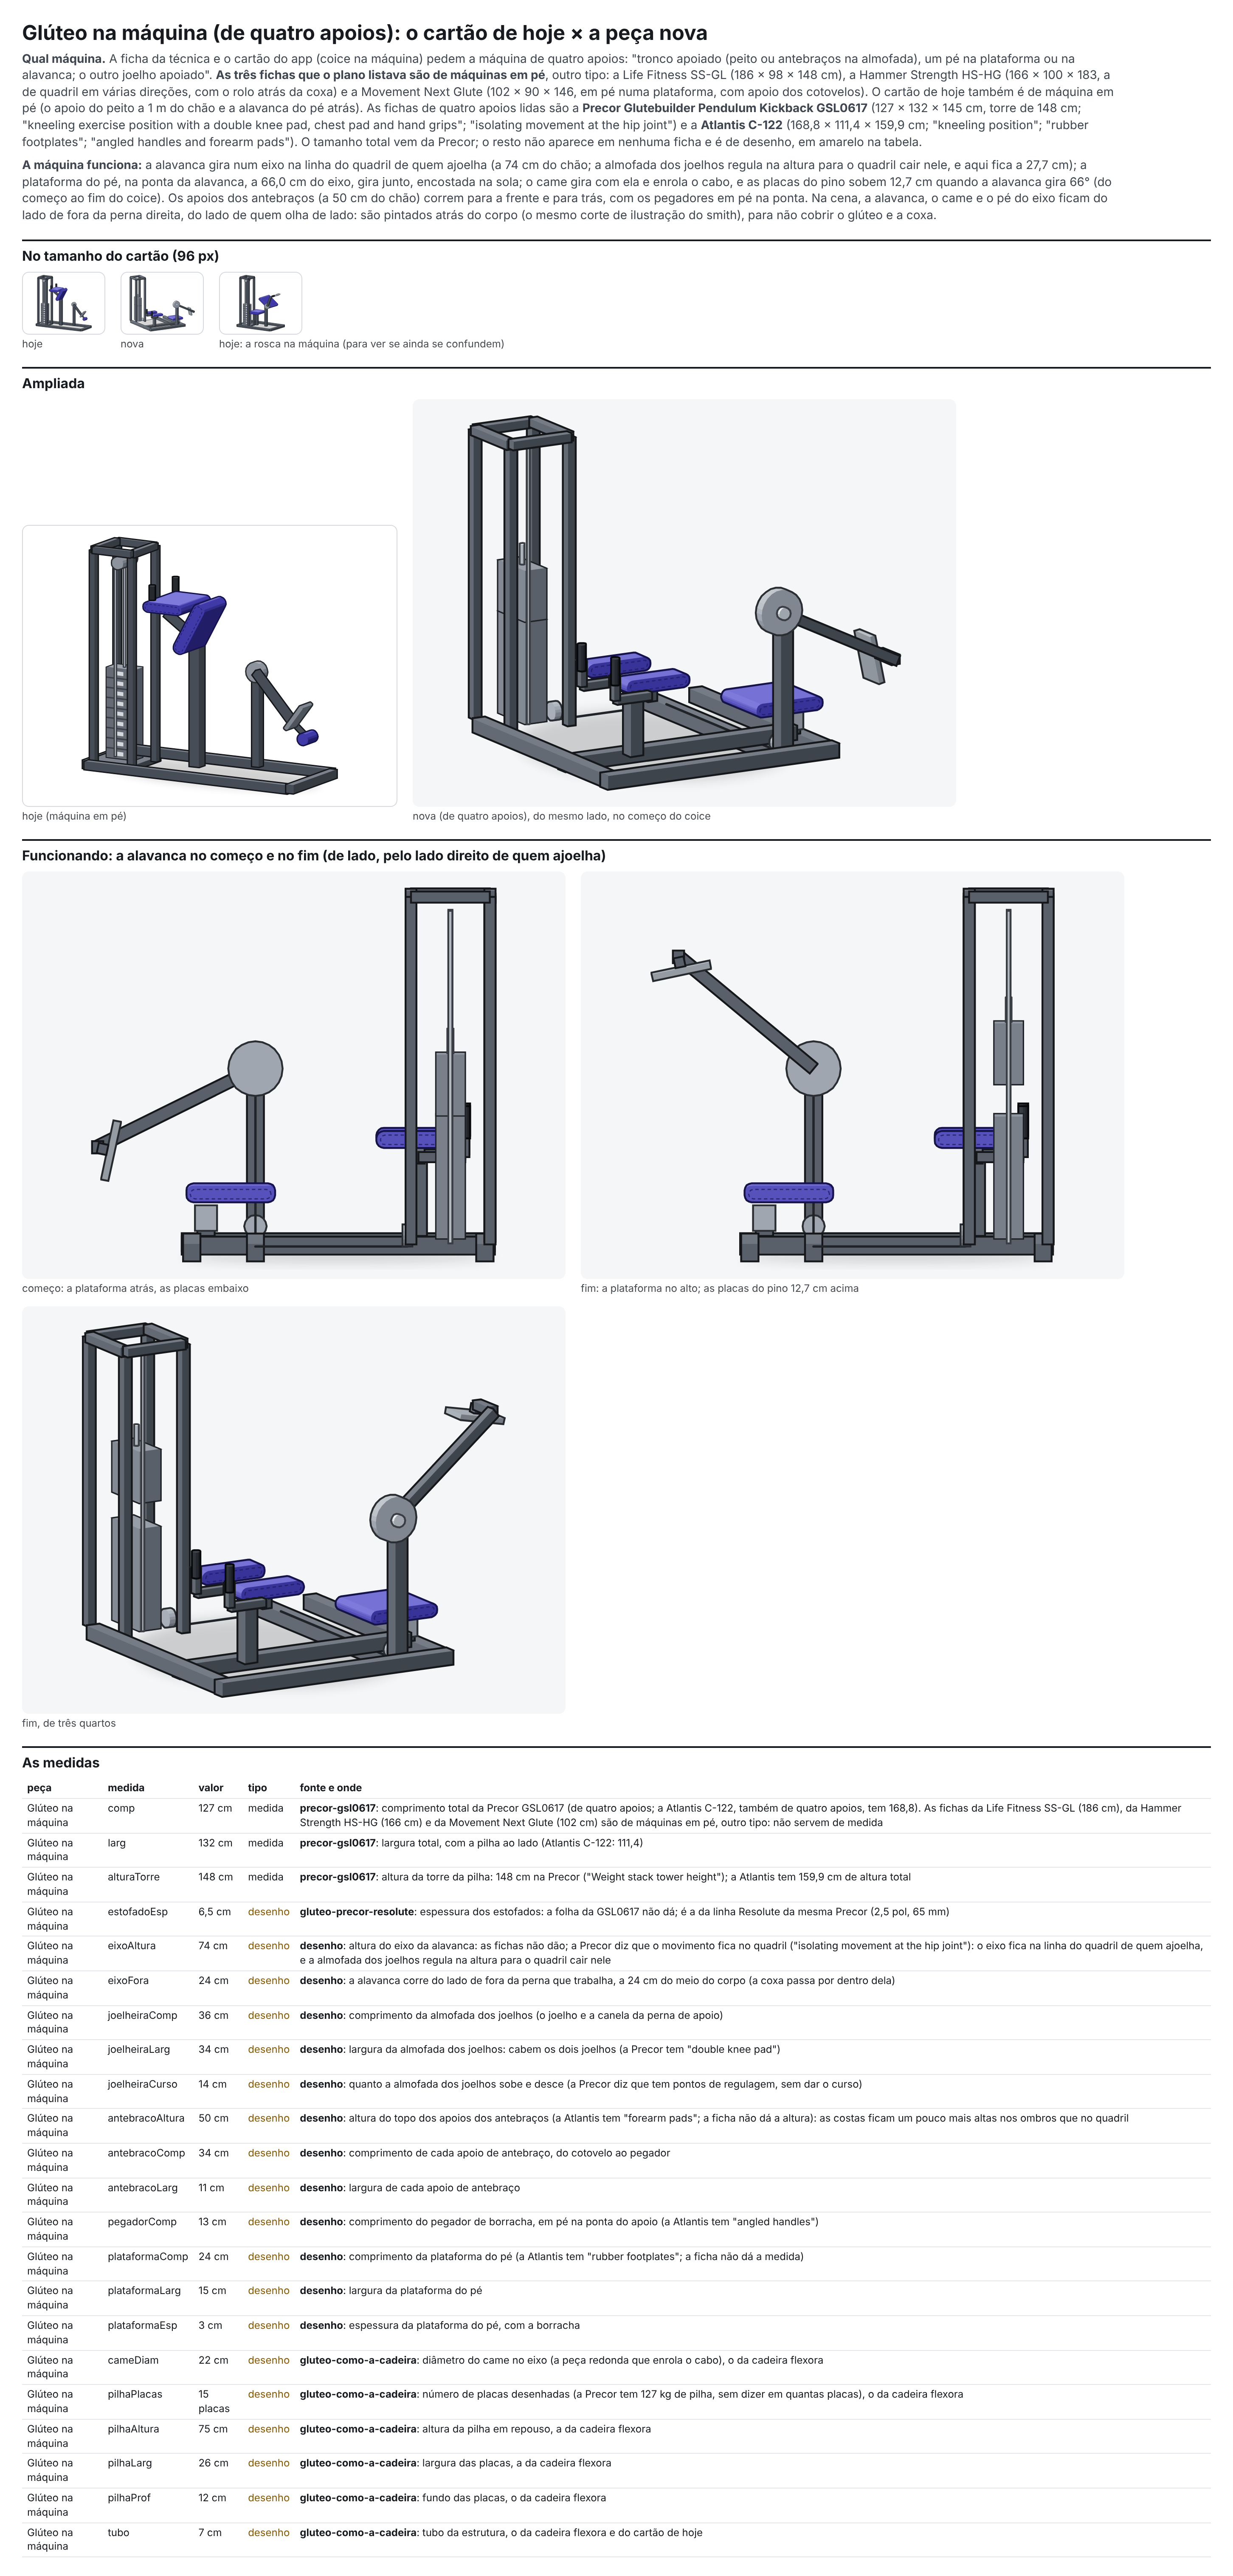 Glúteo na máquina (de quatro apoios): o cartão de hoje × a peça nova
Qual máquina. A ficha da técnica e o cartão do app (coice na máquina) pedem a máquina de quatro apoios: "tronco apoiado (peito ou antebraços na almofada), um pé na plataforma ou na
alavanca; o outro joelho apoiado". As três fichas que o plano listava são de máquinas em pé, outro tipo: a Life Fitness SS-GL (186 × 98 × 148 cm), a Hammer Strength HS-HG (166 × 100 × 183, a
de quadril em várias direções, com o rolo atrás da coxa) e a Movement Next Glute (102 × 90 × 146, em pé numa plataforma, com apoio dos cotovelos). O cartão de hoje também é de máquina em
pé (o apoio do peito a 1 m do chão e a alavanca do pé atrás). As fichas de quatro apoios lidas são a Precor Glutebuilder Pendulum Kickback GSL0617 (127 × 132 × 145 cm, torre de 148 cm;
"kneeling exercise position with a double knee pad, chest pad and hand grips"; "isolating movement at the hip joint") e a Atlantis C-122 (168,8 × 111,4 × 159,9 cm; "kneeling position"; "rubber
footplates"; "angled handles and forearm pads"). O tamanho total vem da Precor; o resto não aparece em nenhuma ficha e é de desenho, em amarelo na tabela.
A máquina funciona: a alavanca gira num eixo na linha do quadril de quem ajoelha (a 74 cm do chão; a almofada dos joelhos regula na altura para o quadril cair nele, e aqui fica a 27,7 cm); a
plataforma do pé, na ponta da alavanca, a 66,0 cm do eixo, gira junto, encostada na sola; o came gira com ela e enrola o cabo, e as placas do pino sobem 12,7 cm quando a alavanca gira 66° (do
começo ao fim do coice). Os apoios dos antebraços (a 50 cm do chão) correm para a frente e para trás, com os pegadores em pé na ponta. Na cena, a alavanca, o came e o pé do eixo ficam do
lado de fora da perna direita, do lado de quem olha de lado: são pintados atrás do corpo (o mesmo corte de ilustração do smith), para não cobrir o glúteo e a coxa.
No tamanho do cartão (96 px)
hoje
nova
hoje: a rosca na máquina (para ver se ainda se confundem)
Ampliada
hoje (máquina em pé)
nova (de quatro apoios), do mesmo lado, no começo do coice
Funcionando: a alavanca no começo e no fim (de lado, pelo lado direito de quem ajoelha)
começo: a plataforma atrás, as placas embaixo
fim: a plataforma no alto; as placas do pino 12,7 cm acima
fim, de três quartos
As medidas
peça medida valor tipo fonte e onde
Glúteo na máquina comp 127 cm medida precor-gsl0617: comprimento total da Precor GSL0617 (de quatro apoios; a Atlantis C-122, também de quatro apoios, tem 168,8). As fichas da Life Fitness SS-GL (186 cm), da Hammer
Strength HS-HG (166 cm) e da Movement Next Glute (102 cm) são de máquinas em pé, outro tipo: não servem de medida
Glúteo na máquina larg 132 cm medida precor-gsl0617: largura total, com a pilha ao lado (Atlantis C-122: 111,4)
Glúteo na máquina alturaTorre 148 cm medida precor-gsl0617: altura da torre da pilha: 148 cm na Precor ("Weight stack tower height"); a Atlantis tem 159,9 cm de altura total
Glúteo na máquina estofadoEsp 6,5 cm desenho gluteo-precor-resolute: espessura dos estofados: a folha da GSL0617 não dá; é a da linha Resolute da mesma Precor (2,5 pol, 65 mm)
Glúteo na máquina eixoAltura 74 cm desenho desenho: altura do eixo da alavanca: as fichas não dão; a Precor diz que o movimento fica no quadril ("isolating movement at the hip joint"): o eixo fica na linha do quadril de quem ajoelha,
e a almofada dos joelhos regula na altura para o quadril cair nele
Glúteo na máquina eixoFora 24 cm desenho desenho: a alavanca corre do lado de fora da perna que trabalha, a 24 cm do meio do corpo (a coxa passa por dentro dela)
Glúteo na máquina joelheiraComp 36 cm desenho desenho: comprimento da almofada dos joelhos (o joelho e a canela da perna de apoio)
Glúteo na máquina joelheiraLarg 34 cm desenho desenho: largura da almofada dos joelhos: cabem os dois joelhos (a Precor tem "double knee pad")
Glúteo na máquina joelheiraCurso 14 cm desenho desenho: quanto a almofada dos joelhos sobe e desce (a Precor diz que tem pontos de regulagem, sem dar o curso)
Glúteo na máquina antebracoAltura 50 cm desenho desenho: altura do topo dos apoios dos antebraços (a Atlantis tem "forearm pads"; a ficha não dá a altura): as costas ficam um pouco mais altas nos ombros que no quadril
Glúteo na máquina antebracoComp 34 cm desenho desenho: comprimento de cada apoio de antebraço, do cotovelo ao pegador
Glúteo na máquina antebracoLarg 11 cm desenho desenho: largura de cada apoio de antebraço
Glúteo na máquina pegadorComp 13 cm desenho desenho: comprimento do pegador de borracha, em pé na ponta do apoio (a Atlantis tem "angled handles")
Glúteo na máquina plataformaComp 24 cm desenho desenho: comprimento da plataforma do pé (a Atlantis tem "rubber footplates"; a ficha não dá a medida)
Glúteo na máquina plataformaLarg 15 cm desenho desenho: largura da plataforma do pé
Glúteo na máquina plataformaEsp 3 cm desenho desenho: espessura da plataforma do pé, com a borracha
Glúteo na máquina cameDiam 22 cm desenho gluteo-como-a-cadeira: diâmetro do came no eixo (a peça redonda que enrola o cabo), o da cadeira flexora
Glúteo na máquina pilhaPlacas 15 placas desenho gluteo-como-a-cadeira: número de placas desenhadas (a Precor tem 127 kg de pilha, sem dizer em quantas placas), o da cadeira flexora
Glúteo na máquina pilhaAltura 75 cm desenho gluteo-como-a-cadeira: altura da pilha em repouso, a da cadeira flexora
Glúteo na máquina pilhaLarg 26 cm desenho gluteo-como-a-cadeira: largura das placas, a da cadeira flexora
Glúteo na máquina pilhaProf 12 cm desenho gluteo-como-a-cadeira: fundo das placas, o da cadeira flexora
Glúteo na máquina tubo 7 cm desenho gluteo-como-a-cadeira: tubo da estrutura, o da cadeira flexora e do cartão de hoje